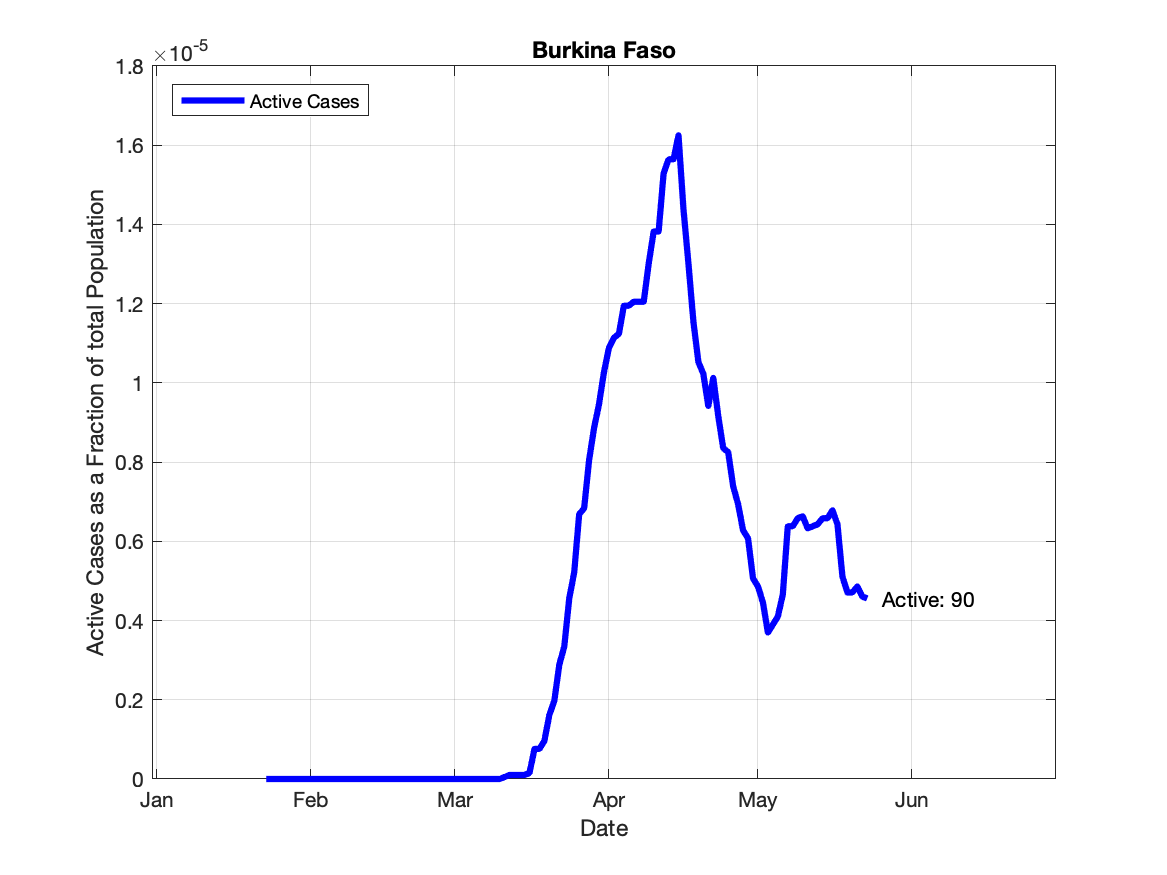 Burkina Faso
×10-5
1.8
1.6
1.4
1.2
1
0.8
0.6
0.4
0.2
0
Active Cases as a Fraction of total Population
Active Cases
Active: 90
Jan Feb Mar Apr May Jun
Date